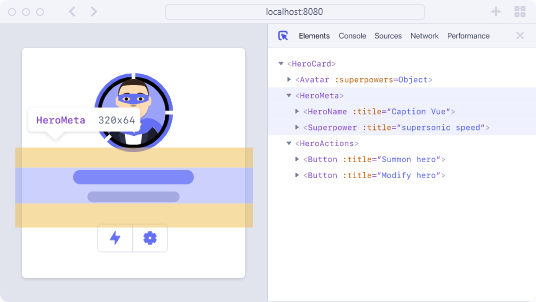 localhost:8080
Elements Console Sources Network Performance
HeroMeta 320x64
<HeroCard>
<Avatar :superpowers=Object>
<HeroMeta>
<HeroName :title=“Caption Vue”>
<Superpower :title=“supersonic speed”>
<HeroActions>
<Button :title=“Summon hero”>
<Button :title=“Modify hero”>